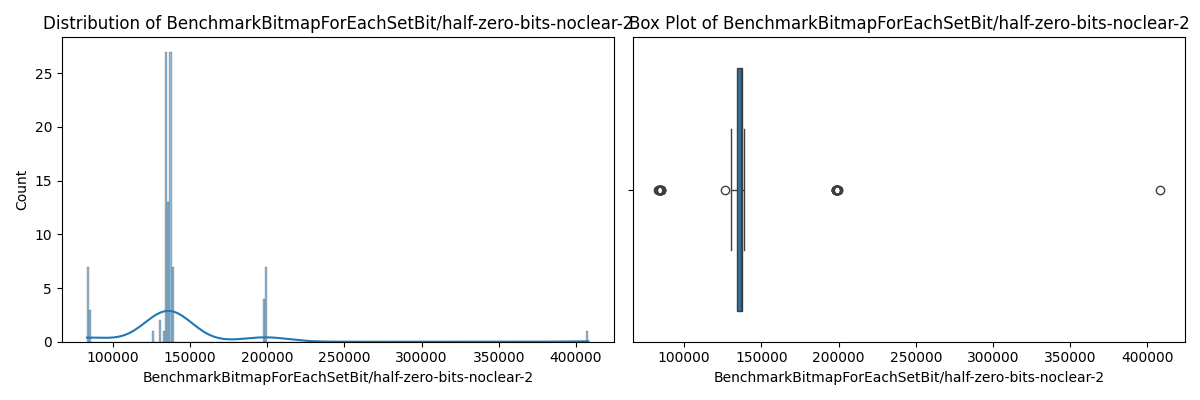 Distribution of BenchmarkBitmapForEachSetBit/half-zero-bits-noclear-2
Count
25
20
15
10
5
0
100000 150000 200000 250000 300000 350000 400000
BenchmarkBitmapForEachSetBit/half-zero-bits-noclear-2
Box Plot of BenchmarkBitmapForEachSetBit/half-zero-bits-noclear-2
100000 150000 200000 250000 300000 350000 400000
BenchmarkBitmapForEachSetBit/half-zero-bits-noclear-2